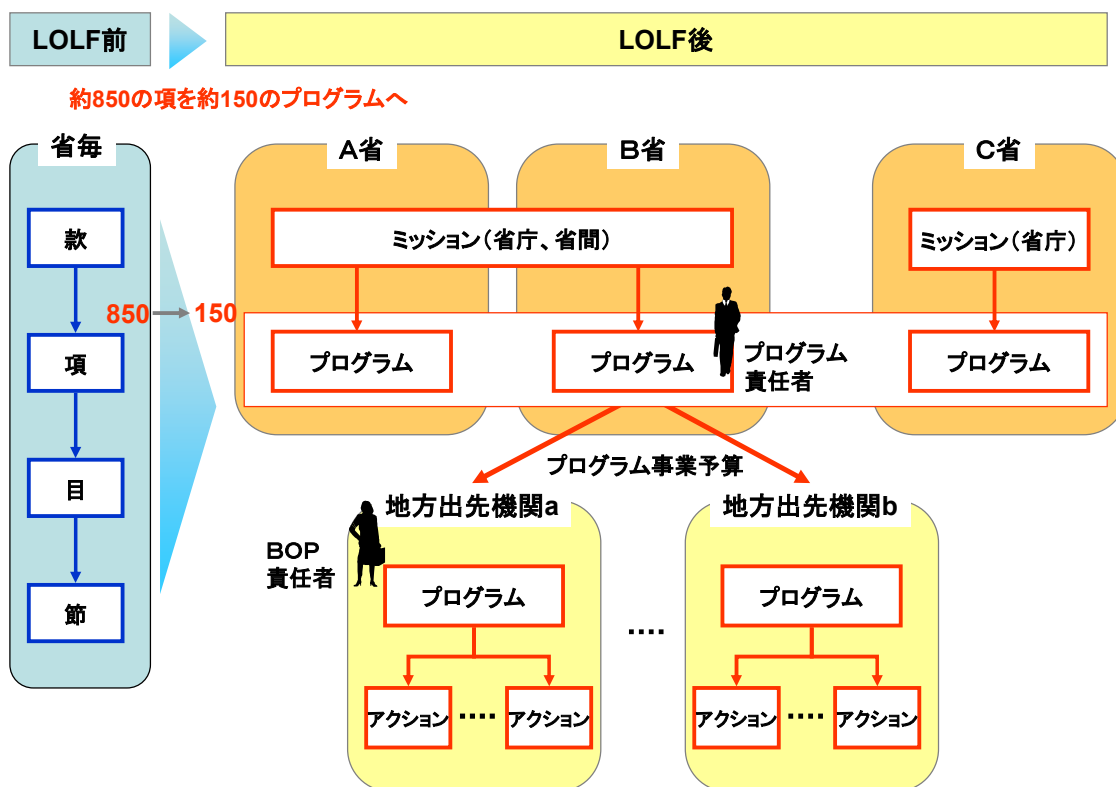 LOLF前
LOLF後
約850の項を約150のプログラムへ
省毎
A省
B省
C省
款
ミッション(省庁、省間)
ミッション(省庁)
850
150
項
プログラム
プログラム
プログラム
責任者
プログラム
目
プログラム事業予算
地方出先機関a
地方出先機関b
BOP
責任者
節
プログラム
プログラム
‥‥
アクション
‥‥
アクション
アクション
‥‥
アクション